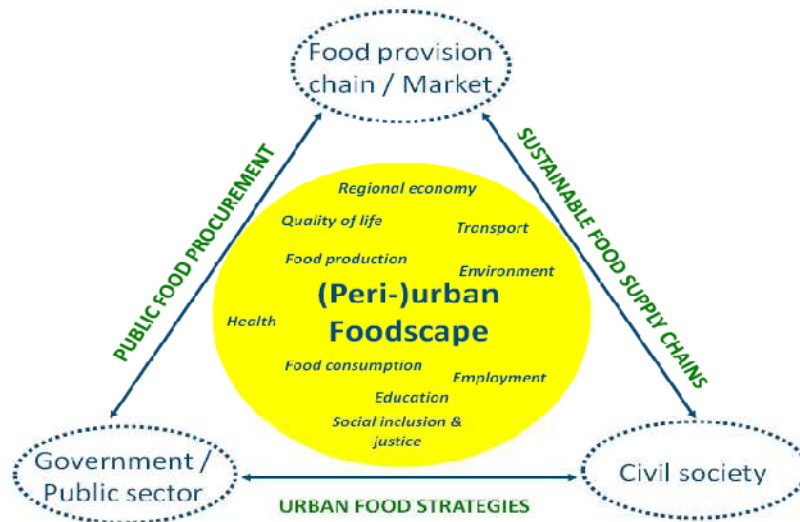 Food provision
chain / Market
PUBLIC FOOD PROCUREMENT
SUSTAINABLE FOOD SUPPLY CHAINS
Regional economy
Quality of life
Transport
Food production
Environment
(Peri-)urban
Foodscape
Health
Food consumption
Employment
Education
Social inclusion &
justice
Government /
Public sector
Civil society
URBAN FOOD STRATEGIES